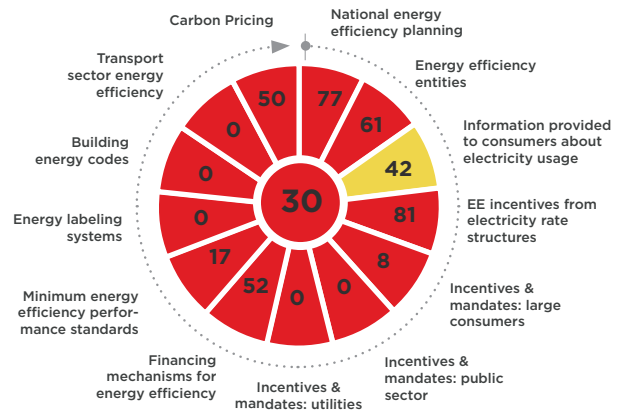 Carbon Pricing
National energy
efficiency planning
Energy efficiency
entities
Information provided
to consumers about
electricity usage
EE incentives from
electricity rate
structures
Incentives &
mandates: large
consumers
Incentives &
mandates: public
sector
Incentives &
mandates: utilities
Financing
mechanisms for
energy efficiency
Minimum energy
efficiency perfor-
mance standards
Energy labeling
systems
Building
energy codes
Transport
sector energy
efficiency
50
77
61
42
81
8
0
0
52
17
0
0
0
30